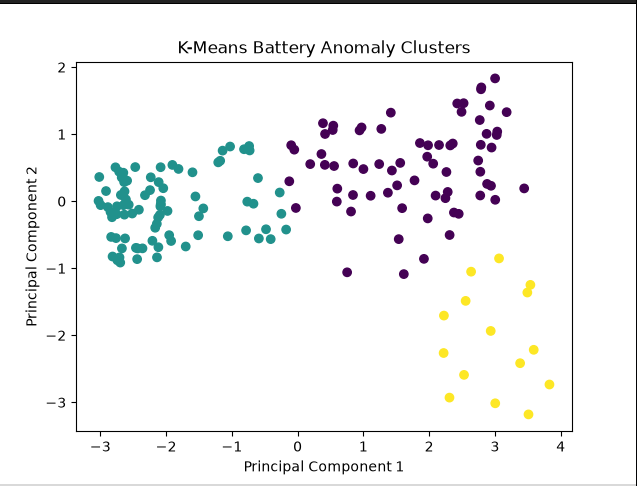 K-Means Battery Anomaly Clusters
2
1
0
−1
−2
−3
Principal Component 2
−3 −2 −1 0 1 2 3 4
Principal Component 1